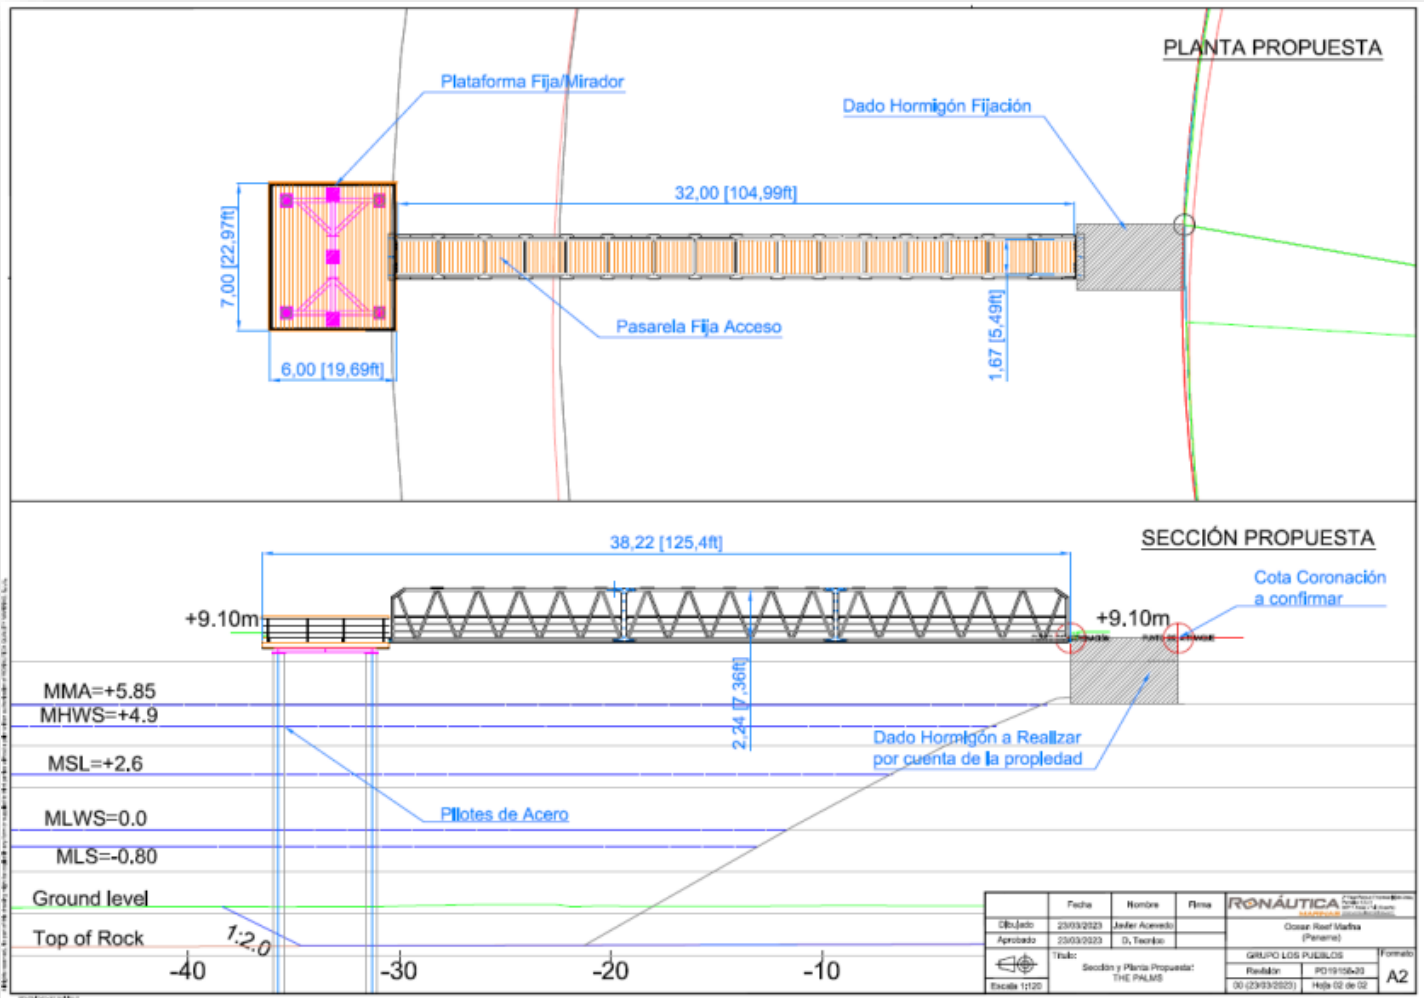 PLANTA PROPUESTA
Plataforma Fija/Mirador
Dado Hormigón Fijación
32,00 [104,99ft]
7,00 [22,97ft]
Pasarela Fija Acceso
1,67 [5,49ft]
6,00 [19,69ft]
SECCIÓN PROPUESTA
38,22 [125,4ft]
Cota Coronación
a confirmar
+9.10m
+9.10m
MMA=+5.85
MHWS=+4.9
2,24 [7,36ft]
Dado Hormigón a Realizar
por cuenta de la propiedad
MSL=+2.6
Pilotes de Acero
MLWS=0.0
MLS=-0.80
Ground level
1:2.0
Top of Rock
-40
-30
-20
-10
Fecha Nombre Firma
RONÁUTICA
MARINAS
Dibujado 23/03/2023 Javier Acevedo
Aprobado 23/03/2023 D. Tecnico
Ocean Reef Marina
(Panama)
Título:
Sección y Planta Propuesta:
THE PALMS
Escala 1:120
GRUPO LOS PUEBLOS
Formato
A2
Revisión PD19156-20
00 (23/03/2023) Hoja 02 de 02